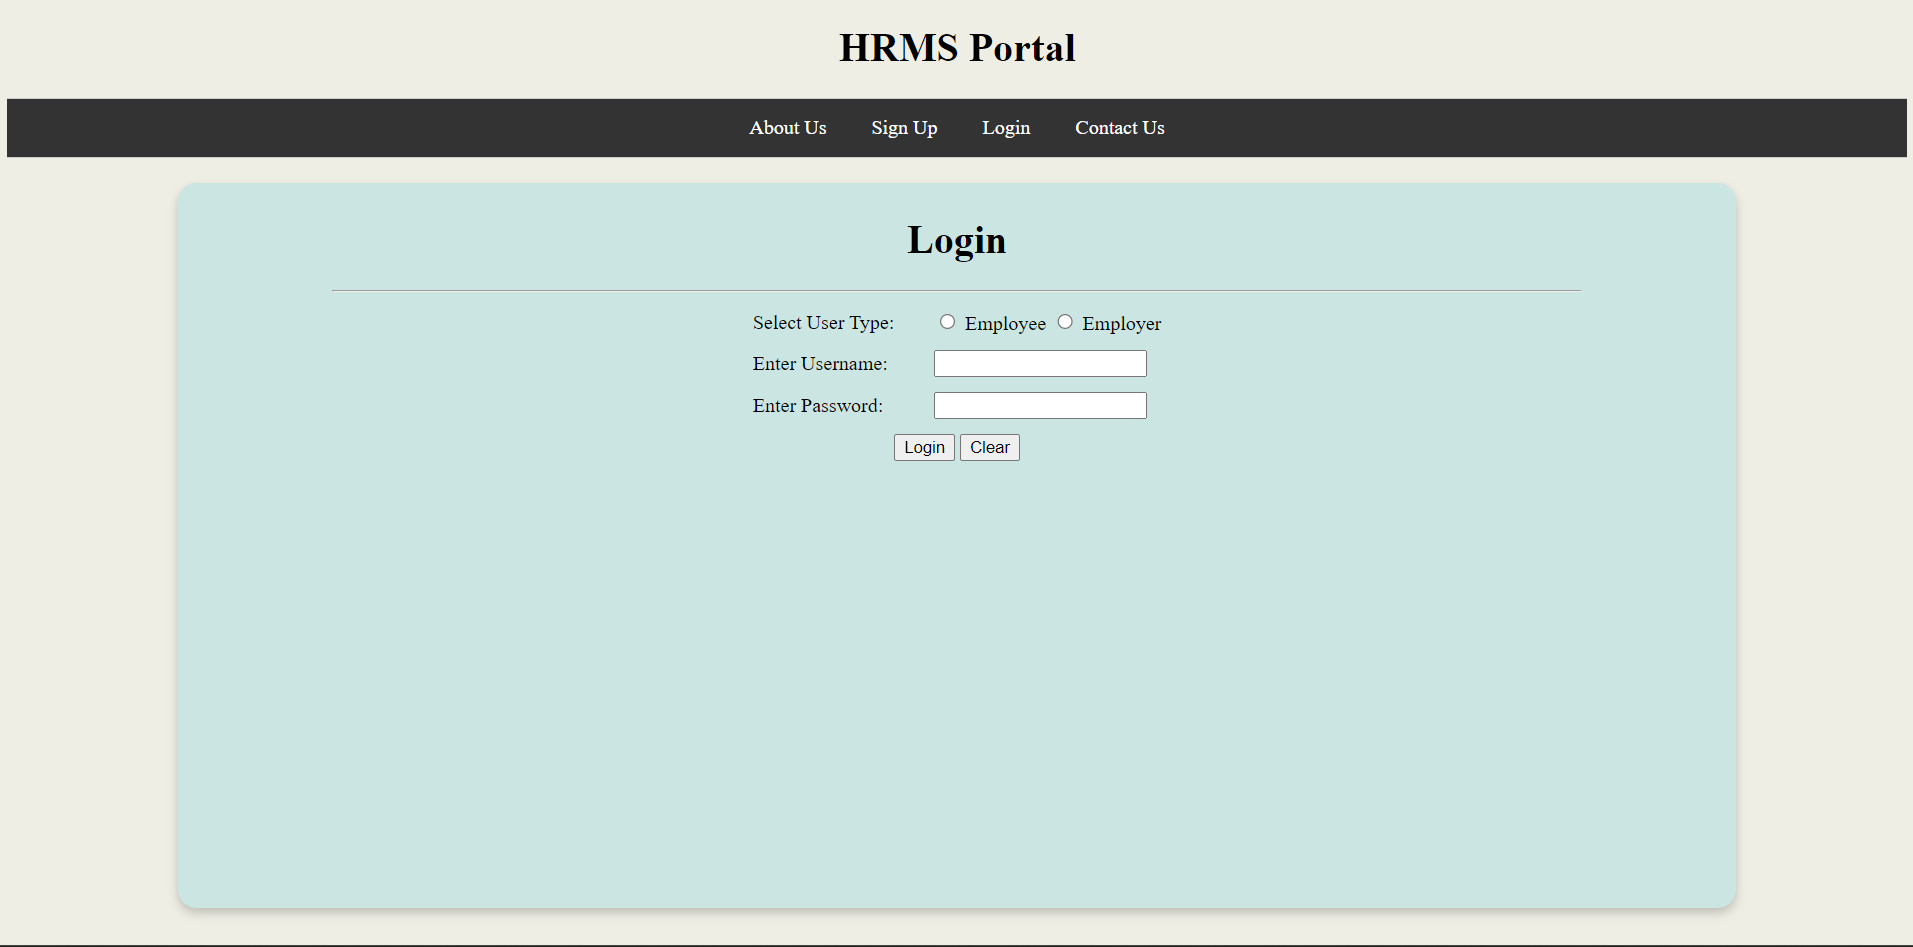 HRMS Portal
About Us Sign Up Login Contact Us
Login
Select User Type: Employee Employer
Enter Username:
Enter Password:
Login Clear